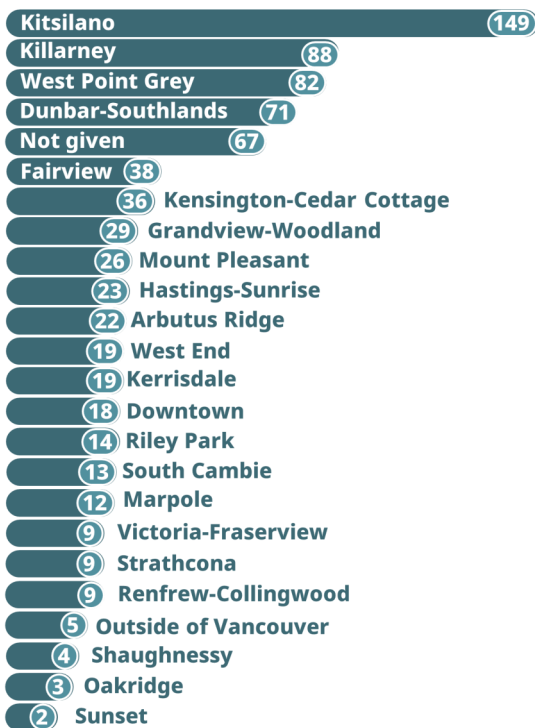 Kitsilano 149
Killarney 88
West Point Grey 82
Dunbar-Southlands 71
Not given 67
Fairview 38
36 Kensington-Cedar Cottage
29 Grandview-Woodland
26 Mount Pleasant
23 Hastings-Sunrise
22 Arbutus Ridge
19 West End
19 Kerrisdale
18 Downtown
14 Riley Park
13 South Cambie
12 Marpole
9 Victoria-Fraserview
9 Strathcona
9 Renfrew-Collingwood
5 Outside of Vancouver
4 Shaughnessy
3 Oakridge
2 Sunset